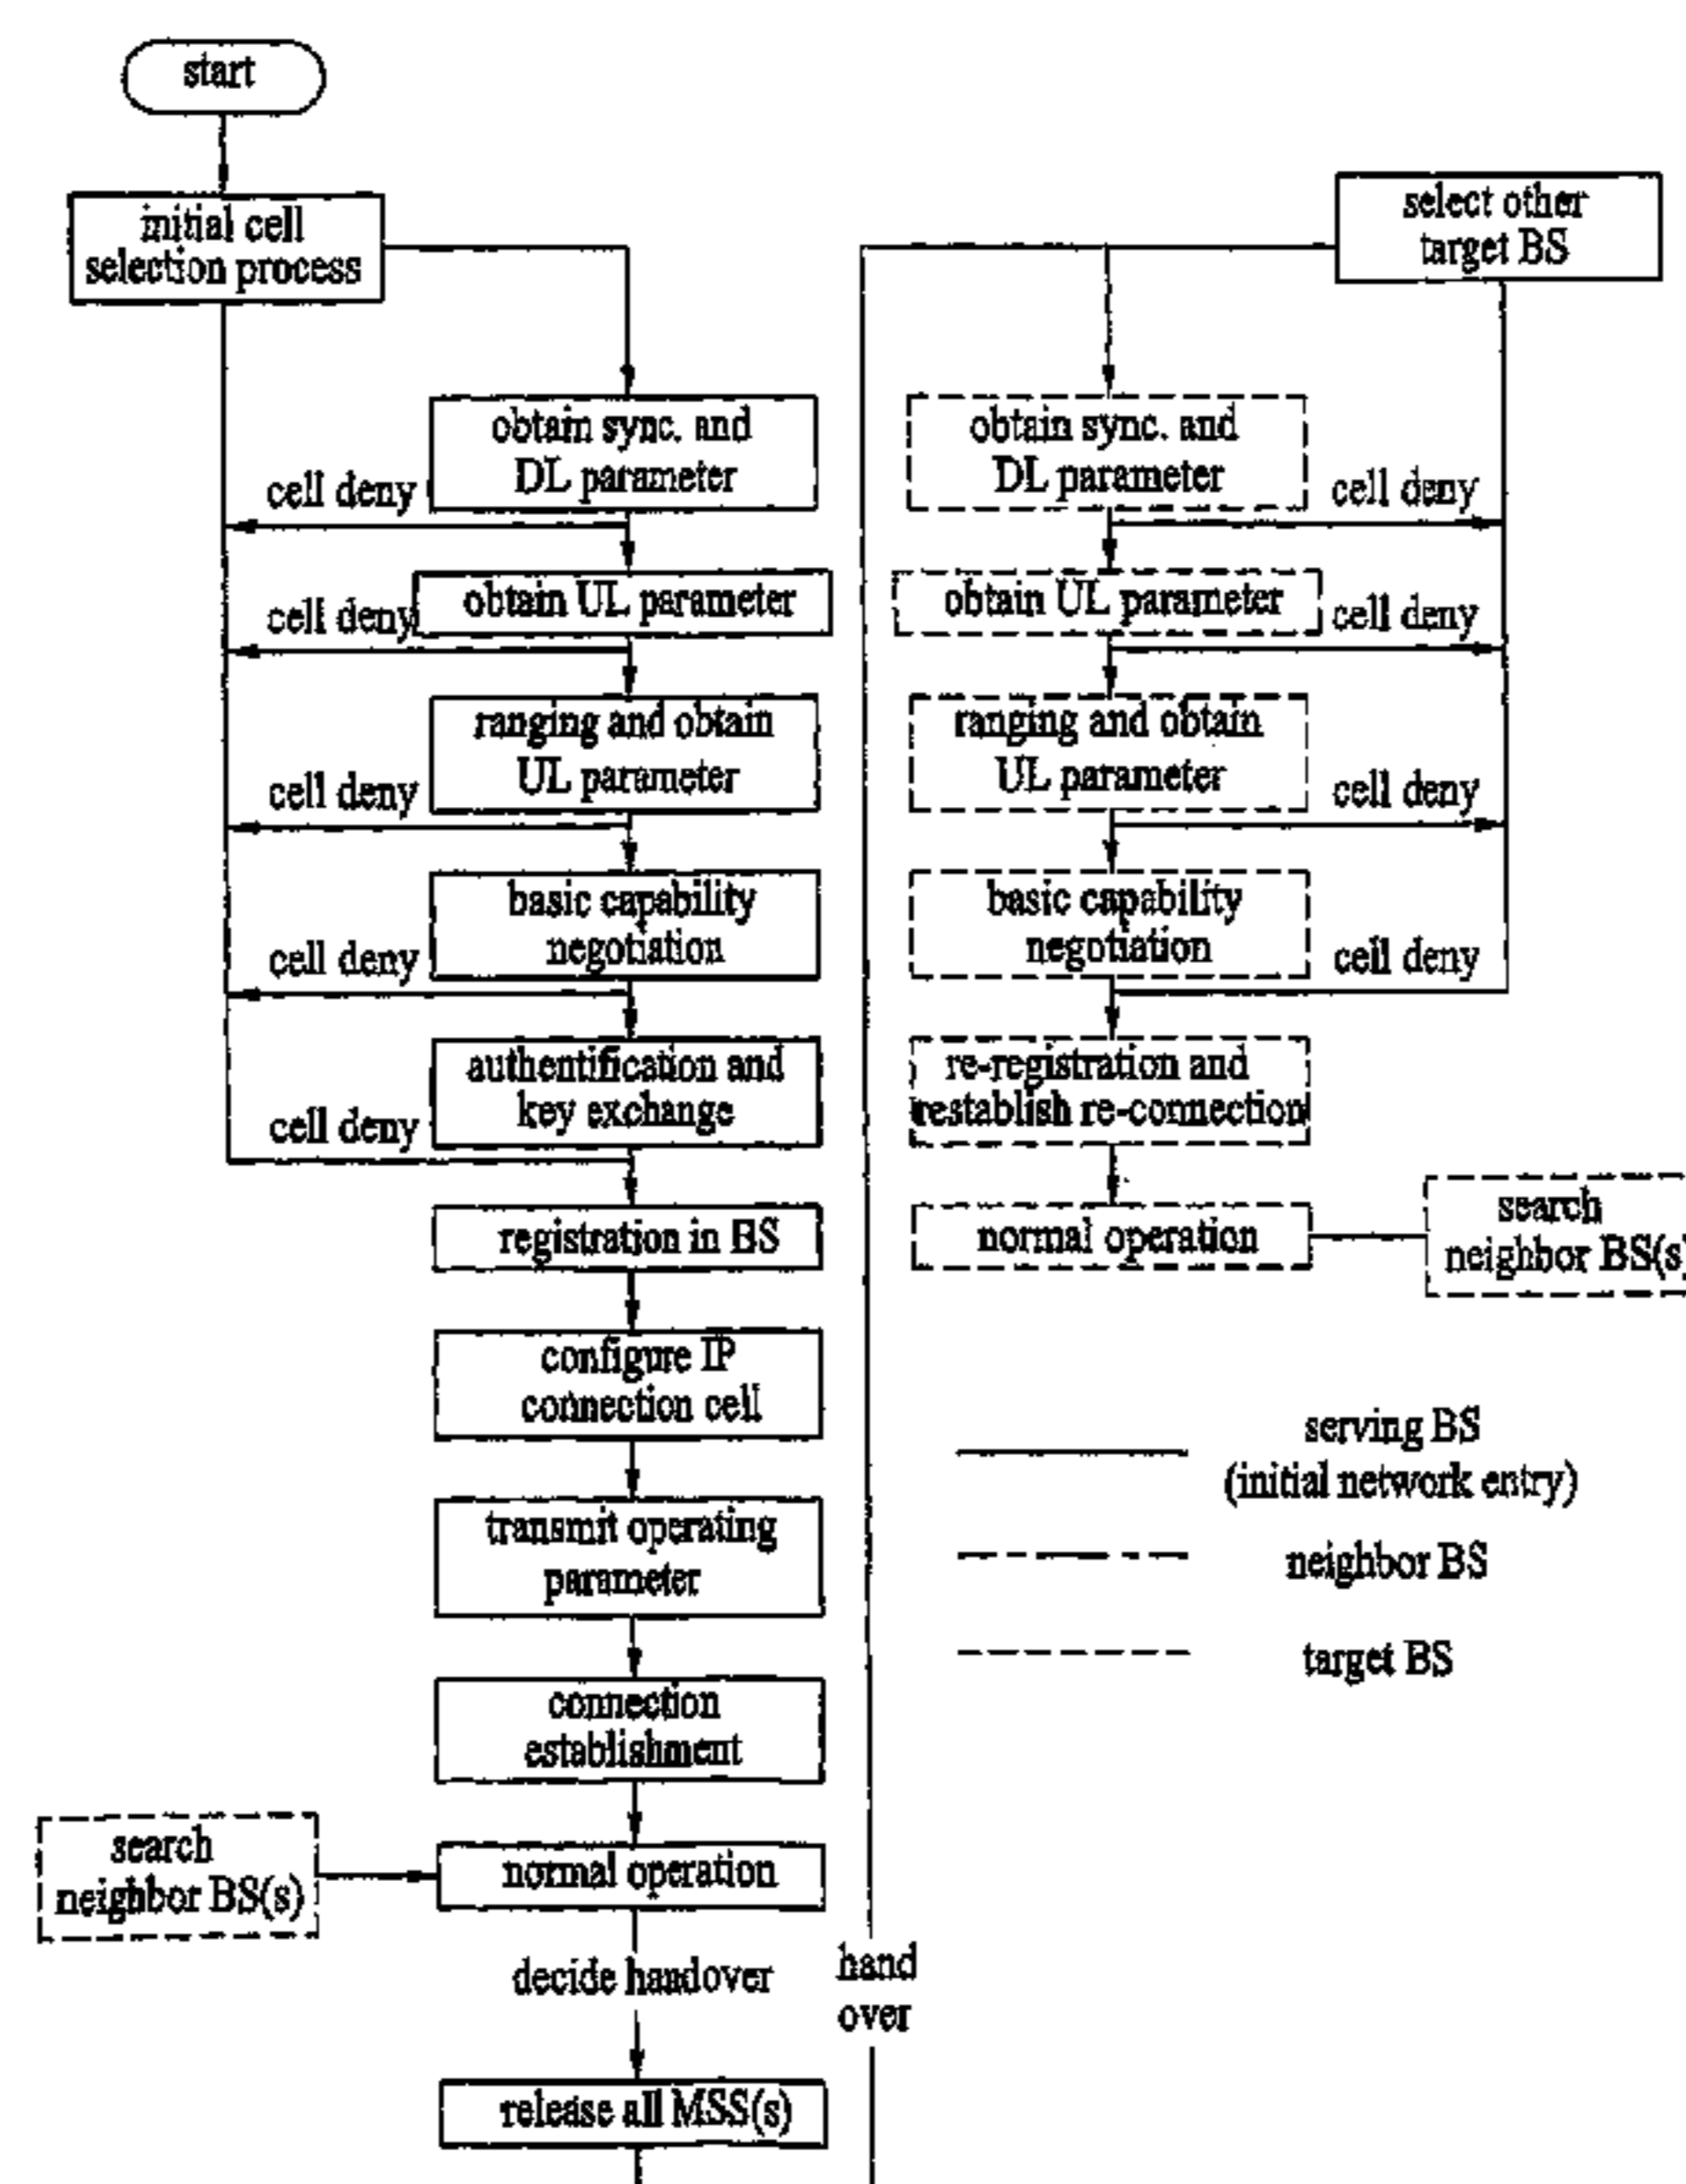 start
initial cell
selection process
obtain sync. and
DL parameter
cell deny
obtain UL parameter
cell deny
ranging and obtain
UL parameter
cell deny
basic capability
negotiation
cell deny
authentification and
key exchange
cell deny
registration in BS
configure IP
connection cell
transmit operating
parameter
connection
establishment
search
neighbor BS(s)
normal operation
decide handover
release all MSS(s)
hand
over
select other
target BS
obtain sync. and
DL parameter
cell deny
obtain UL parameter
cell deny
ranging and obtain
UL parameter
cell deny
basic capability
negotiation
cell deny
re-registration and
restablish re-connection
normal operation
search
neighbor BS(s)
serving BS
(initial network entry)
neighbor BS
target BS